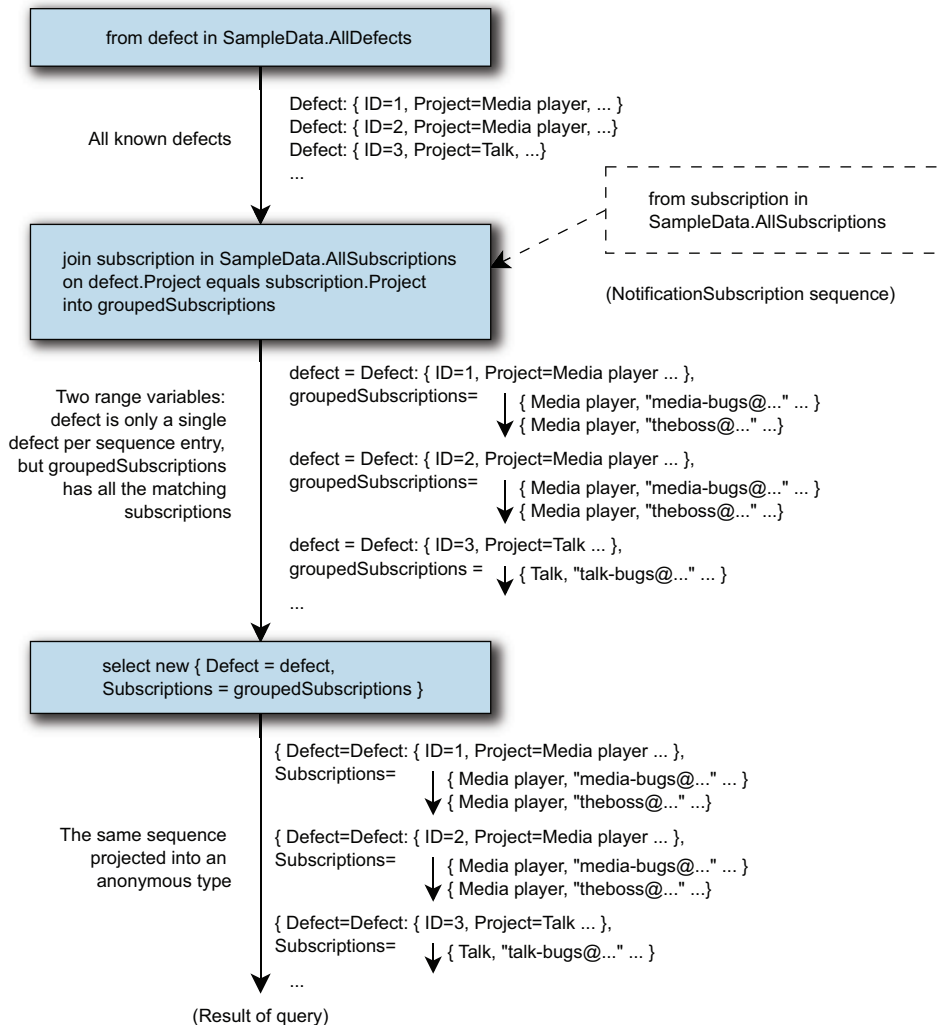 from defect in SampleData.AllDefects
All known defects
Defect: { ID=1, Project=Media player, ... }
Defect: { ID=2, Project=Media player, ...}
Defect: { ID=3, Project=Talk, ...}
...
from subscription in
SampleData.AllSubscriptions
(NotificationSubscription sequence)
join subscription in SampleData.AllSubscriptions
on defect.Project equals subscription.Project
into groupedSubscriptions
Two range variables:
defect is only a single
defect per sequence entry,
but groupedSubscriptions
has all the matching
subscriptions
defect = Defect: { ID=1, Project=Media player ... },
groupedSubscriptions=
{ Media player, "media-bugs@..." ... }
{ Media player, "theboss@..." ...}
defect = Defect: { ID=2, Project=Media player ... },
groupedSubscriptions=
{ Media player, "media-bugs@..." ... }
{ Media player, "theboss@..." ...}
defect = Defect: { ID=3, Project=Talk ... },
groupedSubscriptions =
{ Talk, "talk-bugs@..." ... }
...
select new { Defect = defect,
Subscriptions = groupedSubscriptions }
The same sequence
projected into an
anonymous type
{ Defect=Defect: { ID=1, Project=Media player ... },
Subscriptions=
{ Media player, "media-bugs@..." ... }
{ Media player, "theboss@..." ...}
{ Defect=Defect: { ID=2, Project=Media player ... },
Subscriptions=
{ Media player, "media-bugs@..." ... }
{ Media player, "theboss@..." ...}
{ Defect=Defect: { ID=3, Project=Talk ... },
Subscriptions=
{ Talk, "talk-bugs@..." ... }
...
(Result of query)